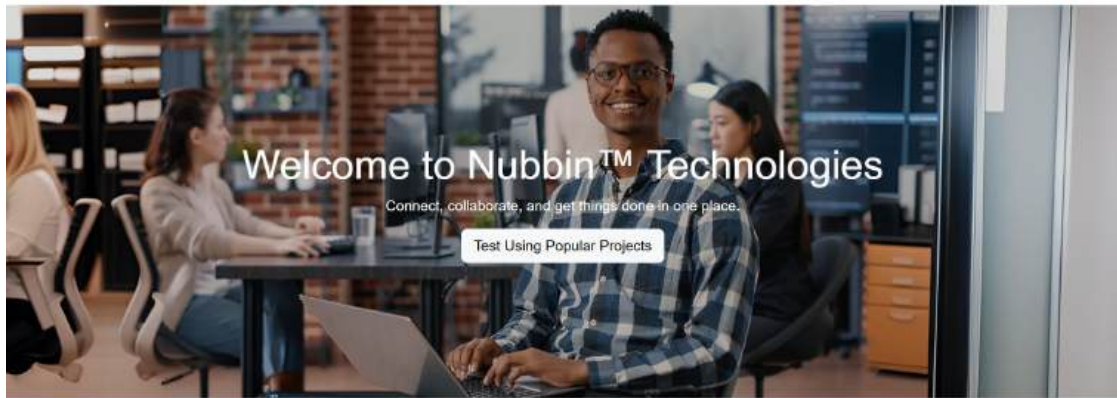 Welcome to Nubbin™ Technologies
Connect, collaborate, and get things done in one place.
Test Using Popular Projects